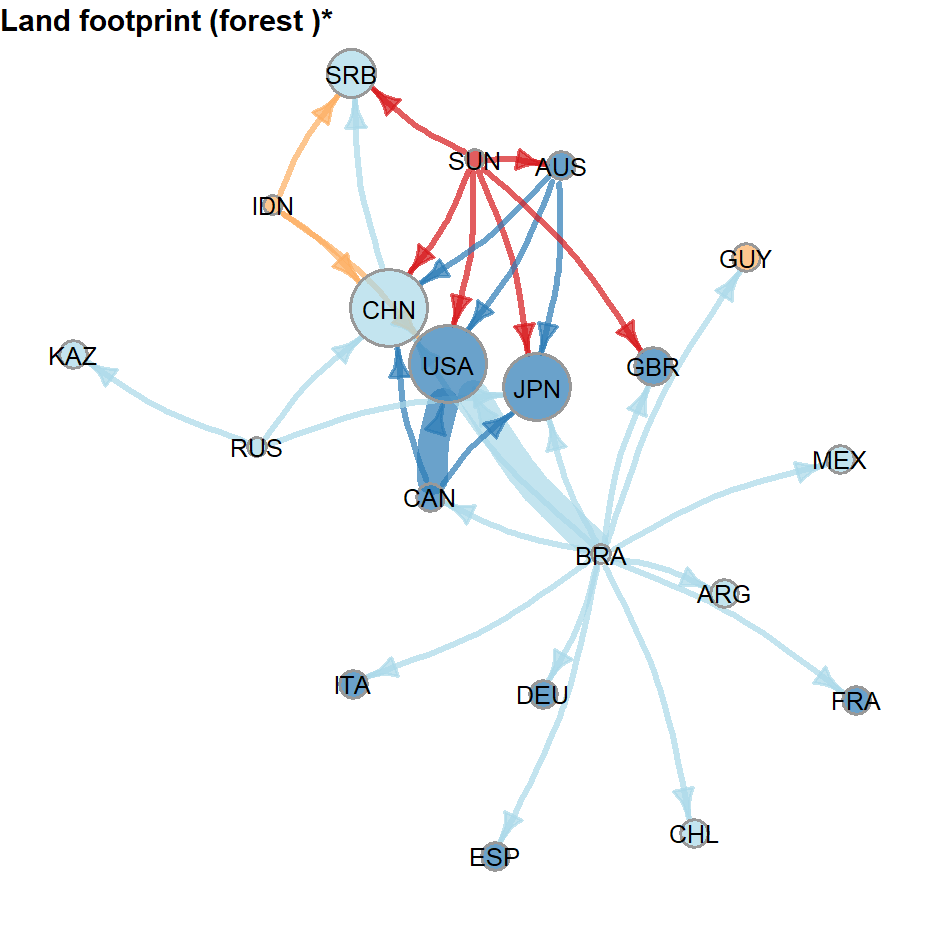 Land footprint (forest )*
SRB
SUN
AUS
IDN
GUY
CHN
KAZ
USA
JPN
GBR
RUS
MEX
CAN
BRA
ARG
ITA
DEU
FRA
CHL
ESP